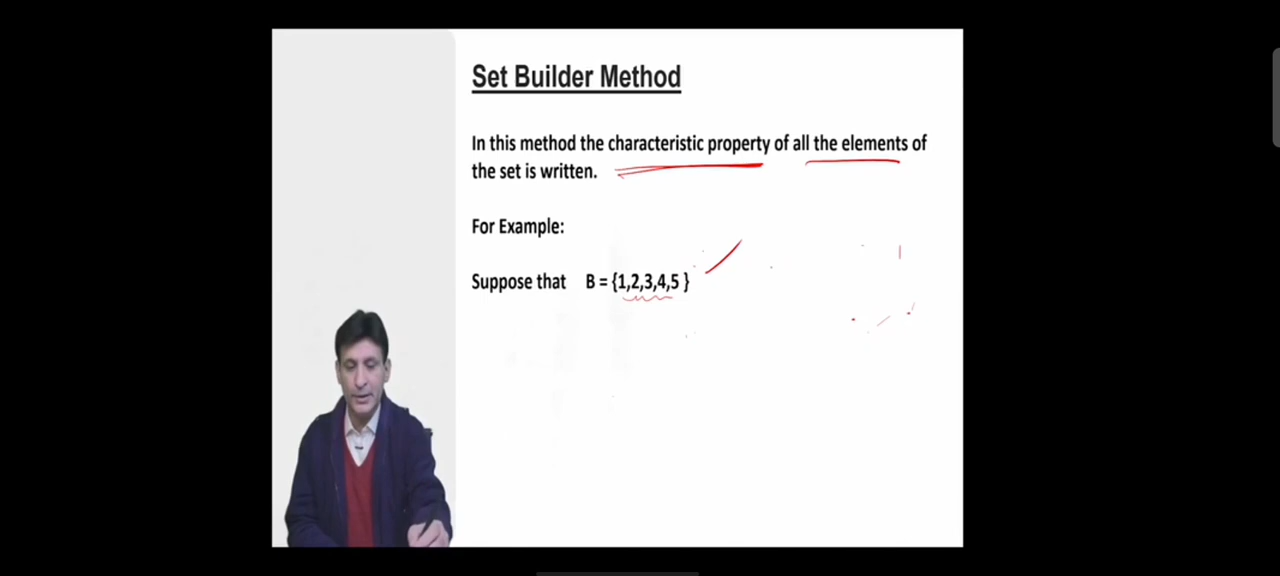 Set Builder Method
In this method the characteristic property of all the elements of
the set is written.
For Example:
Suppose that B = {1,2,3,4,5 }